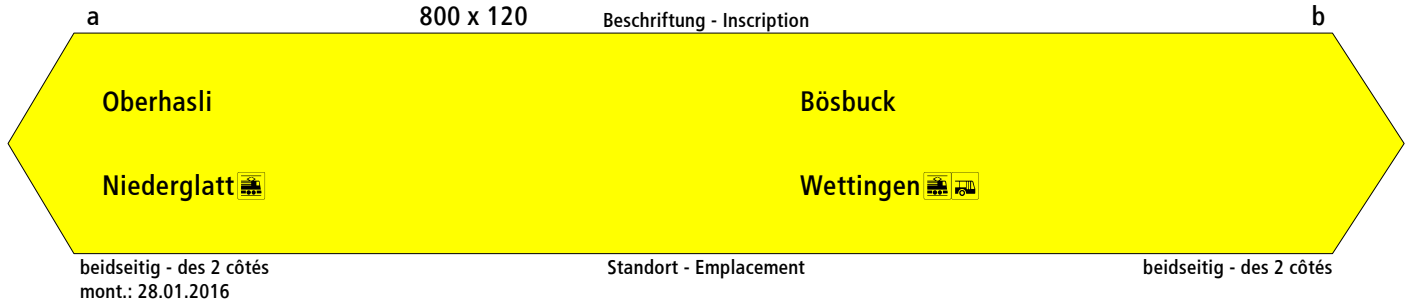 a 800 x 120 Beschriftung - Inscription b
Oberhasli Bösbuck
Niederglatt Wettingen
beidseitig - des 2 côtés Standort - Emplacement beidseitig - des 2 côtés
mont.: 28.01.2016